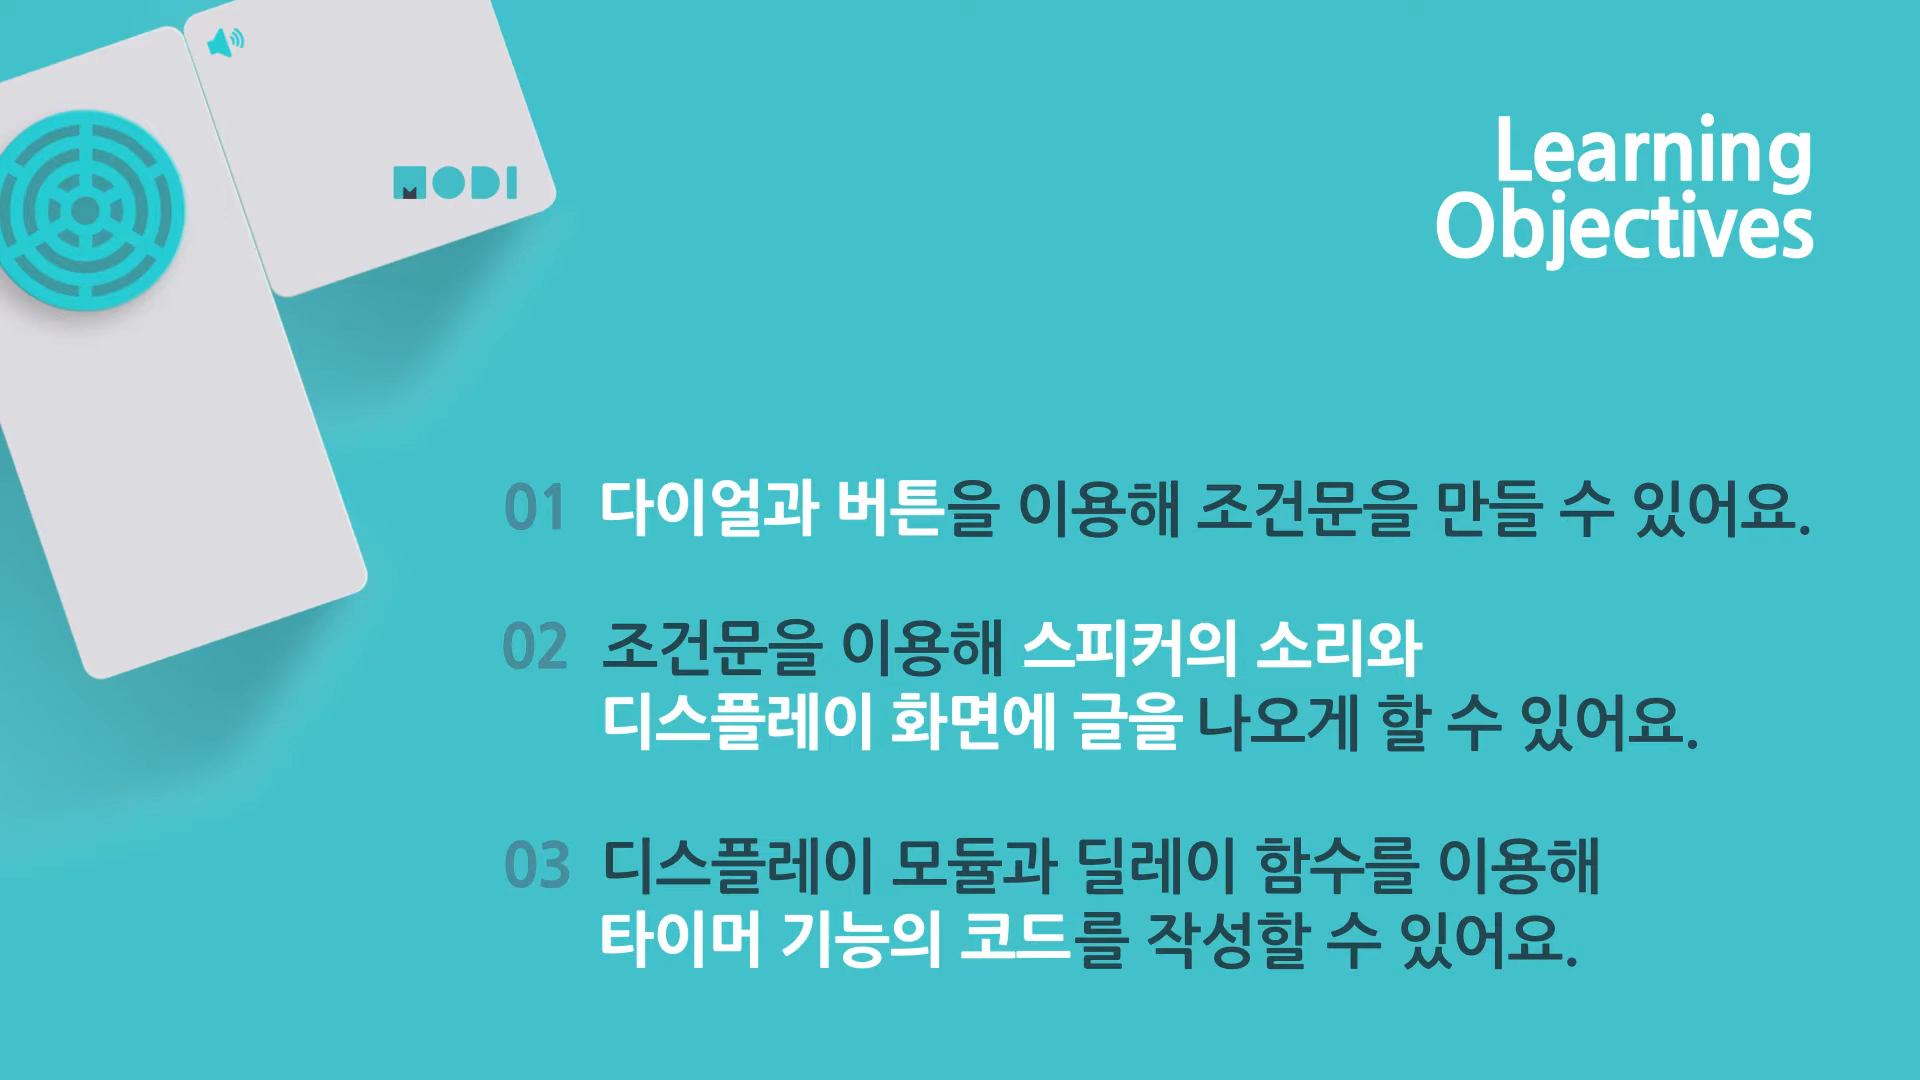 MODI
Learning
Objectives
01 다이얼과 버튼을 이용해 조건문을 만들 수 있어요.
02 조건문을 이용해 스피커의 소리와
디스플레이 화면에 글을 나오게 할 수 있어요.
03 디스플레이 모듈과 딜레이 함수를 이용해
타이머 기능의 코드를 작성할 수 있어요.